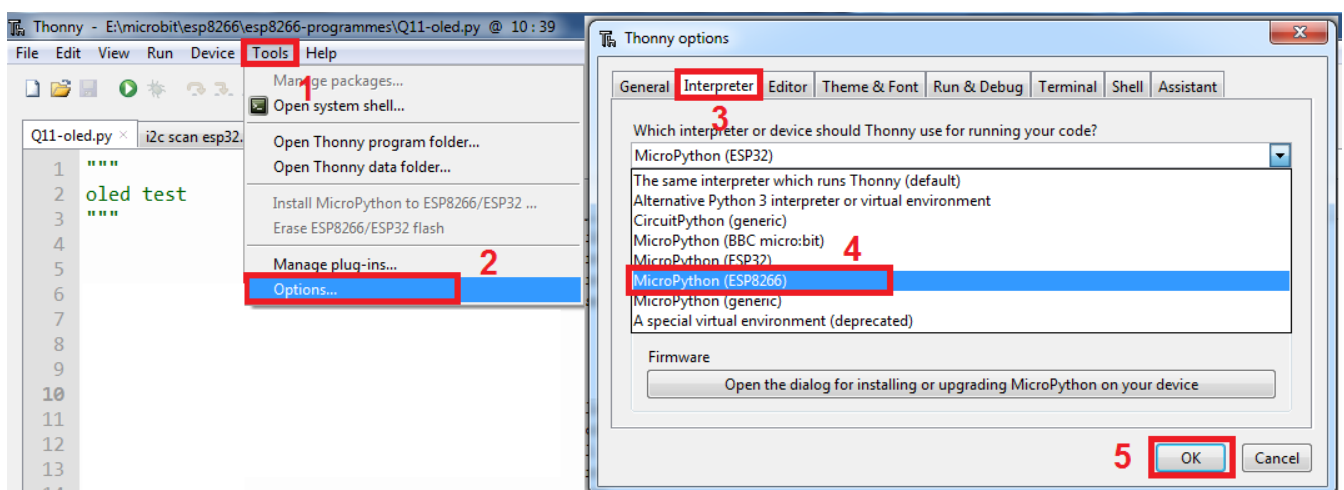 Thonny - E:\microbit\esp8266\esp8266-programmes\Q11-oled.py @ 10 : 39
File Edit View Run Device Tools Help
1
Manage packages...
Open system shell...
Open Thonny program folder...
Open Thonny data folder...
Install MicroPython to ESP8266/ESP32 ...
Erase ESP8266/ESP32 flash
Manage plug-ins...
2
Options...
Q11-oled.py × i2c scan esp32.
1 """
2 oled test
3 """
4
5
6
7
8
9
10
11
12
13
Thonny options
General Interpreter Editor Theme & Font Run & Debug Terminal Shell Assistant
3
Which interpreter or device should Thonny use for running your code?
MicroPython (ESP32)
The same interpreter which runs Thonny (default)
Alternative Python 3 interpreter or virtual environment
CircuitPython (generic)
MicroPython (BBC micro:bit)
4
MicroPython (ESP32)
MicroPython (ESP8266)
MicroPython (generic)
A special virtual environment (deprecated)
Firmware
Open the dialog for installing or upgrading MicroPython on your device
5 OK Cancel